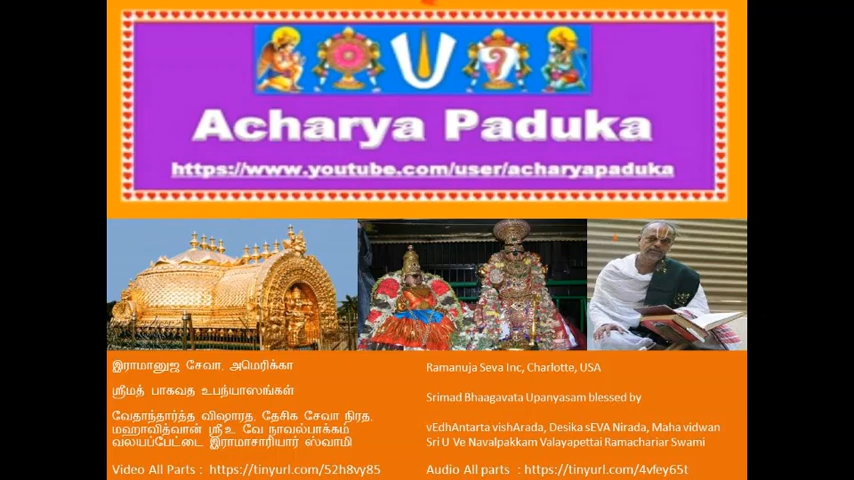 Acharya Paduka
https://www.youtube.com/user/acharyapaduka
இராமானுஜ சேவா, அமெரிக்கா
ஸ்ரீமத் பாகவத உபந்யாஸங்கள்
வேதாந்தார்த்த விஷாரத, தேசிக சேவா நிரத,
மஹாவித்வான் ஸ்ரீ உ வே நாவல்பாக்கம்
வலயப்பேட்டை இராமாசாரியார் ஸ்வாமி
Video All Parts : https://tinyurl.com/52h8vy85
Ramanuja Seva Inc, Charlotte, USA
Srimad Bhaagavata Upanyasam blessed by
vEdhAntarta vishArada, Desika sEVA Nirada, Maha vidwan
Sri U Ve Navalpakkam Valayapettai Ramachariar Swami
Audio All parts : https://tinyurl.com/4vfey65t